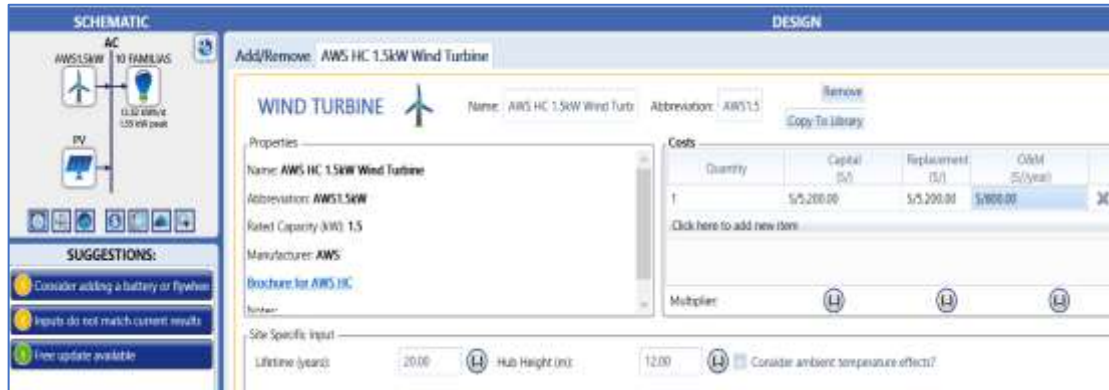 SCHEMATIC
AC
AWS1.5kW
10 FAMILIAS
1.55 kW peak
PV
SUGGESTIONS:
Consider adding a battery or flywhee
Inputs do not match current results
Free update available
DESIGN
Add/Remove AWS HC 1.5kW Wind Turbine
WIND TURBINE
Name: AWS HC 1.5kW Wind Turb
Abbreviation: AWS1.5
Remove
Copy To Library
Properties
Name: AWS HC 1.5kW Wind Turbine
Abbreviation: AWS1.5kW
Rated Capacity (kW): 1.5
Manufacturer: AWS
Brochure for AWS HC
Notes:
Costs
Quantity Capital (S/.) Replacement (S/.) O&M (S/./year)
1 S/5,200.00 S/5,200.00
Click here to add new item
Multiplier:
Site Specific Input
Lifetime (years): 20.00 Hub Height (m): 12.00 Consider ambient temperature effects?